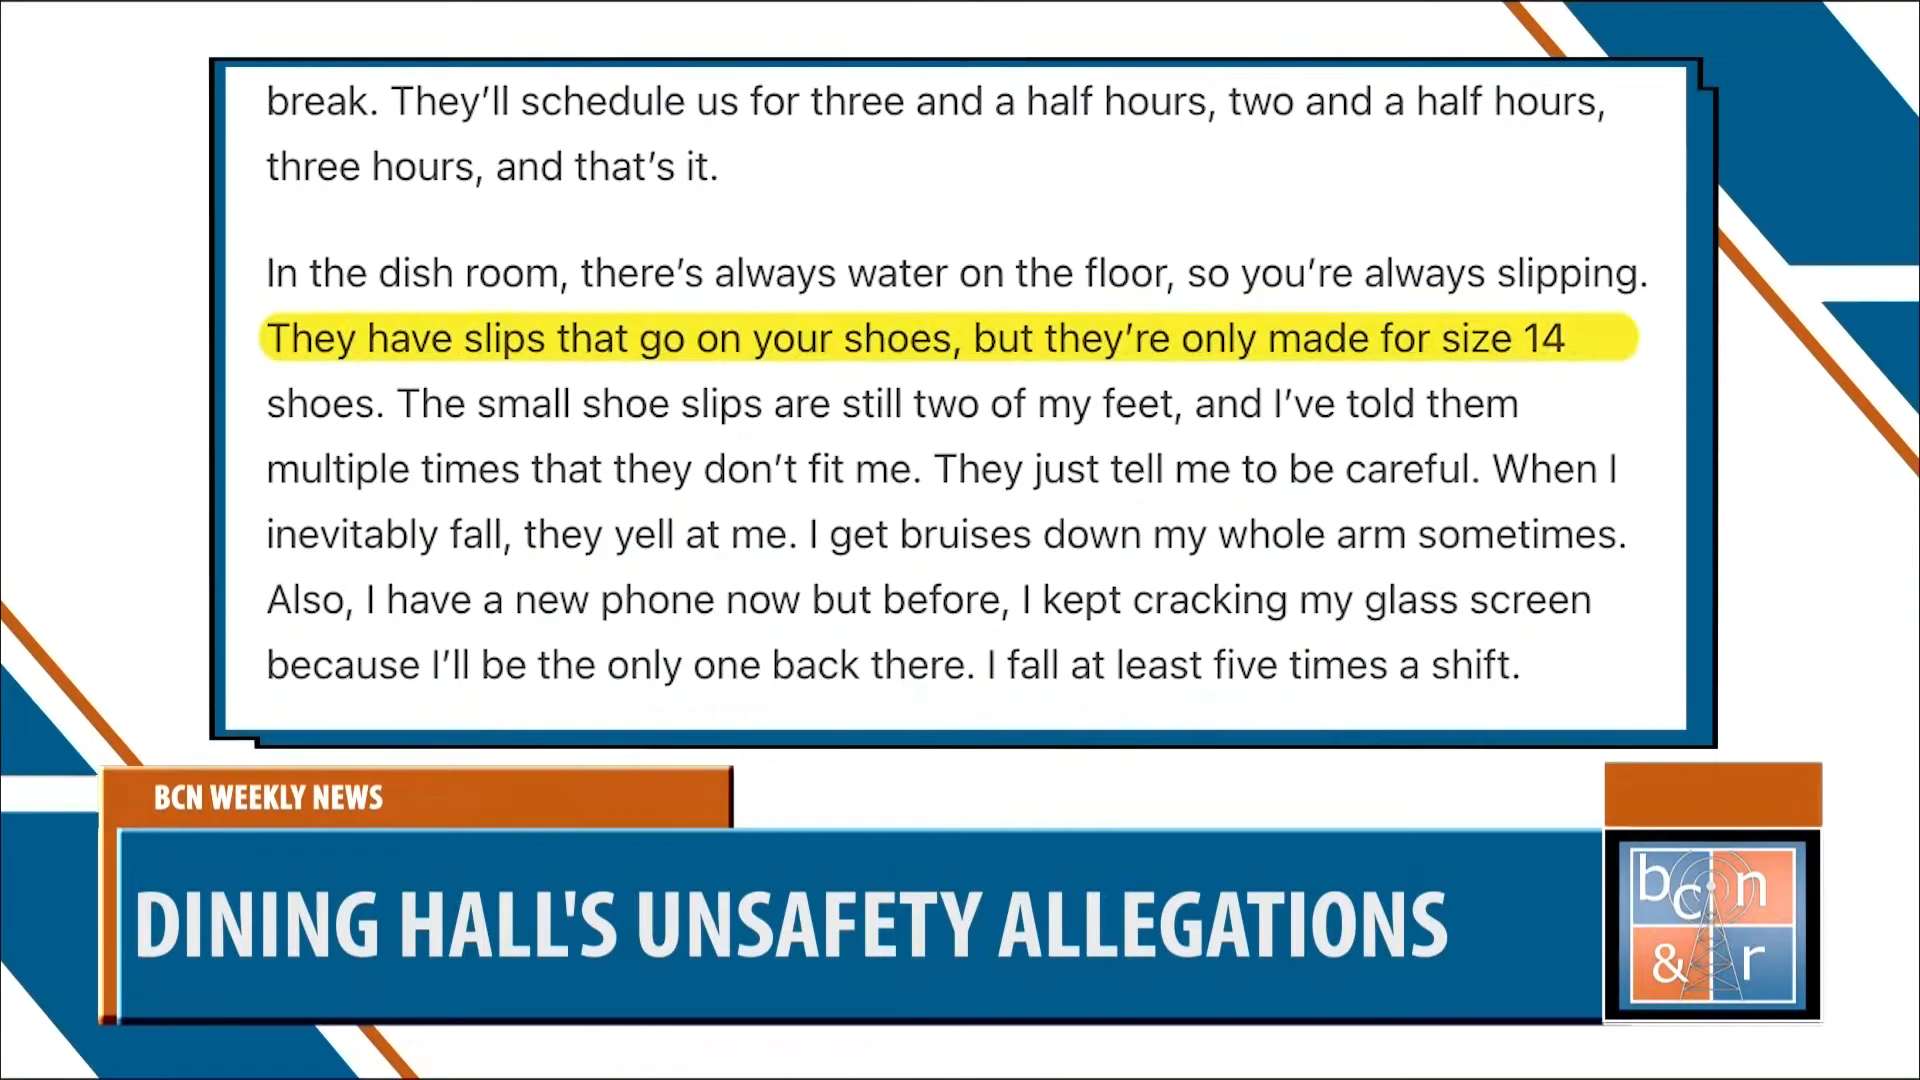 break. They’ll schedule us for three and a half hours, two and a half hours,
three hours, and that’s it.
In the dish room, there’s always water on the floor, so you’re always slipping.
They have slips that go on your shoes, but they’re only made for size 14
shoes. The small shoe slips are still two of my feet, and I’ve told them
multiple times that they don’t fit me. They just tell me to be careful. When I
inevitably fall, they yell at me. I get bruises down my whole arm sometimes.
Also, I have a new phone now but before, I kept cracking my glass screen
because I’ll be the only one back there. I fall at least five times a shift.
BCN WEEKLY NEWS
DINING HALL'S UNSAFETY ALLEGATIONS
bcn
&r